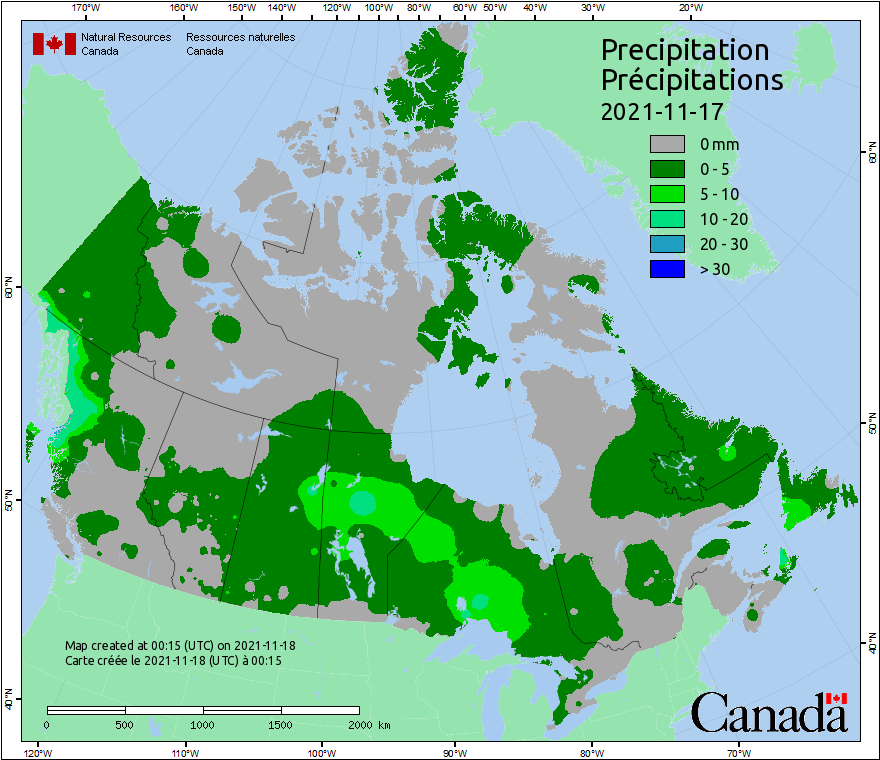 170°W 160°W 150°W 140°W 130°W 120°W 110°W 100°W 90°W 80°W 70°W 60°W 50°W 40°W 30°W 20°W
Natural Resources Canada
Ressources naturelles Canada
Precipitation
Précipitations
2021-11-17
0 mm
0 - 5
5 - 10
10 - 20
20 - 30
> 30
60°N
50°N
40°N
60°N
50°N
40°N
Map created at 00:15 (UTC) on 2021-11-18
Carte créée le 2021-11-18 (UTC) à 00:15
0 500 1000 1500 2000 km
Canada
120°W 110°W 100°W 90°W 80°W 70°W